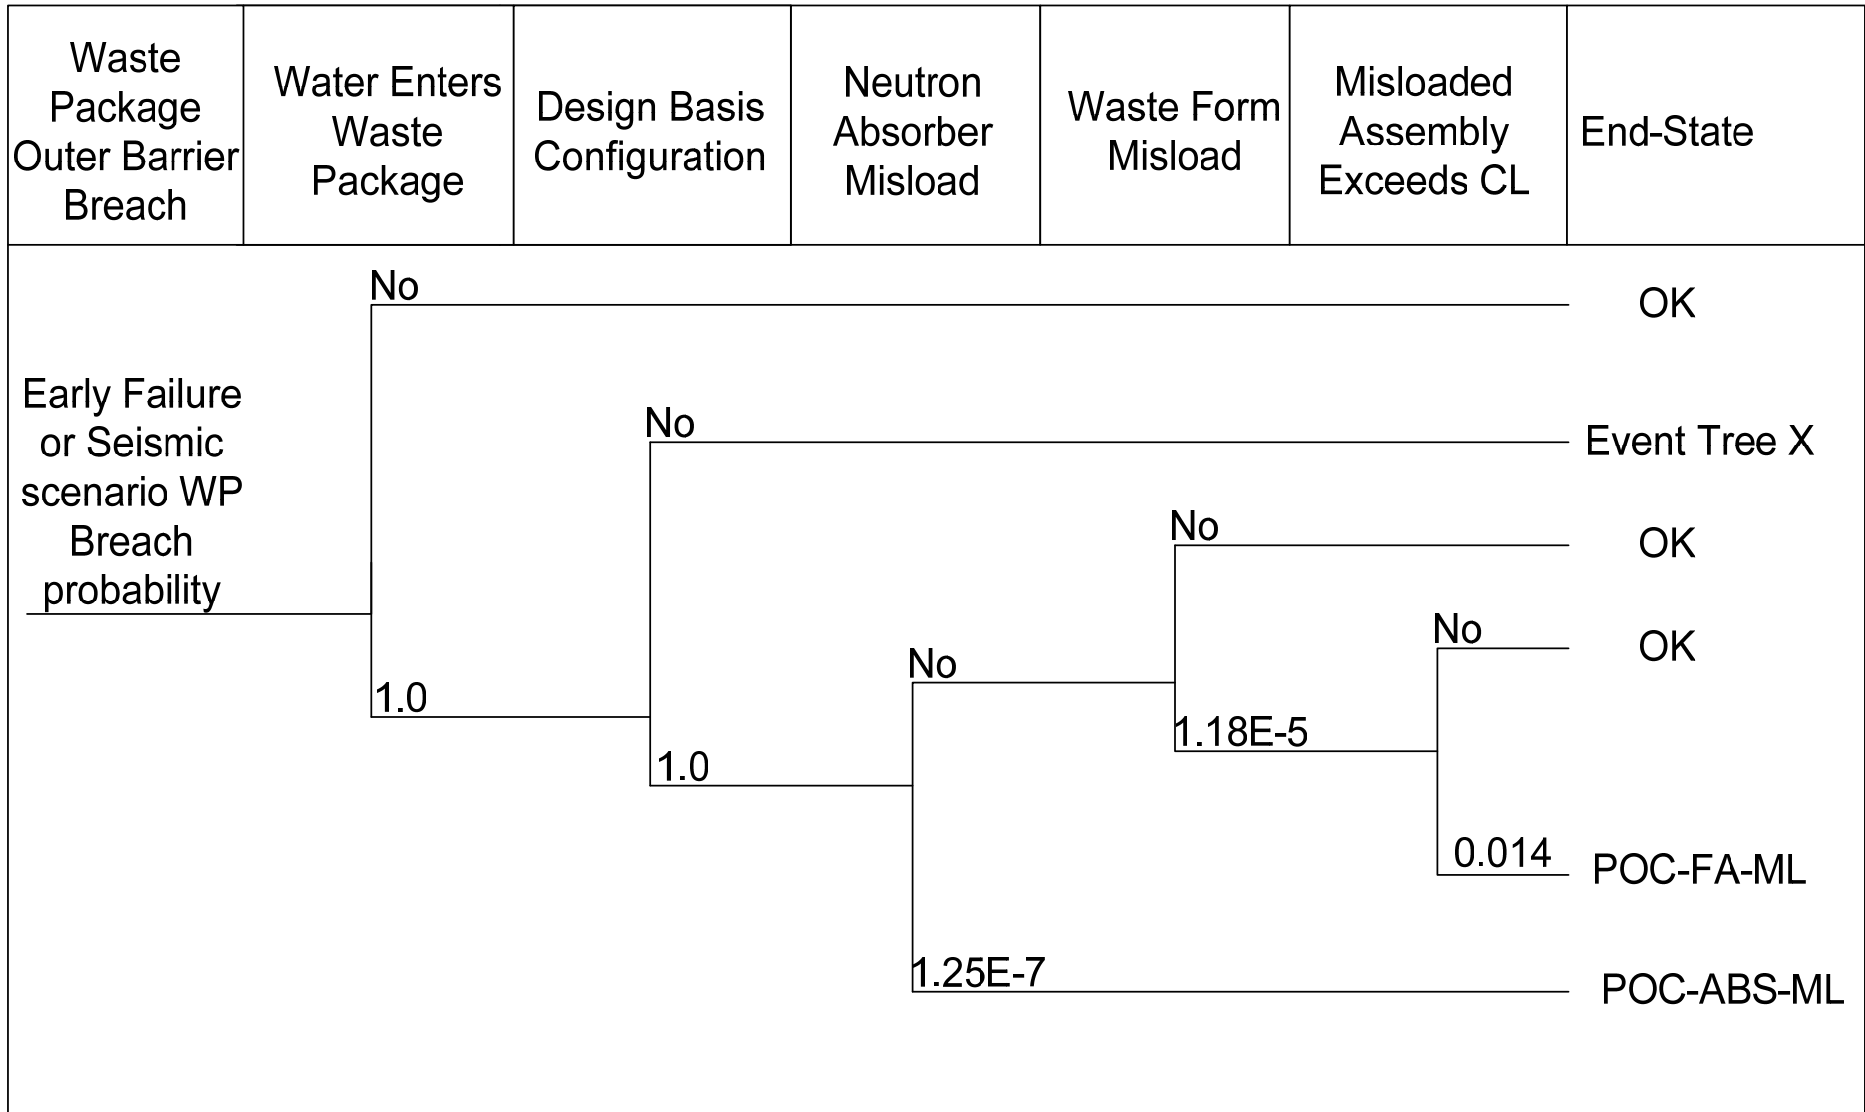 Waste
Package
Outer Barrier
Breach
Water Enters
Waste
Package
Design Basis
Configuration
Neutron
Absorber
Misload
Waste Form
Misload
Misloaded
Assembly
Exceeds CL
End-State
No
OK
Early Failure
or Seismic
scenario WP
Breach
probability
No
Event Tree X
No
OK
No
OK
No
1.0
1.18E-5
1.0
0.014
POC-FA-ML
1.25E-7
POC-ABS-ML